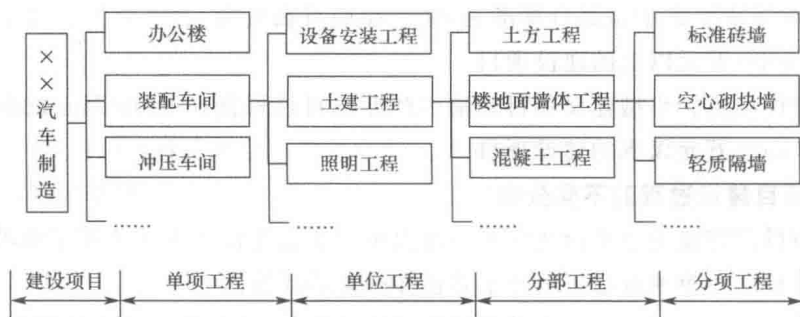 ××汽车制造
办公楼
装配车间
冲压车间
……
设备安装工程
土建工程
照明工程
……
土方工程
楼地面墙体工程
混凝土工程
……
标准砖墙
空心砌块墙
轻质隔墙
……
建设项目
单项工程
单位工程
分部工程
分项工程